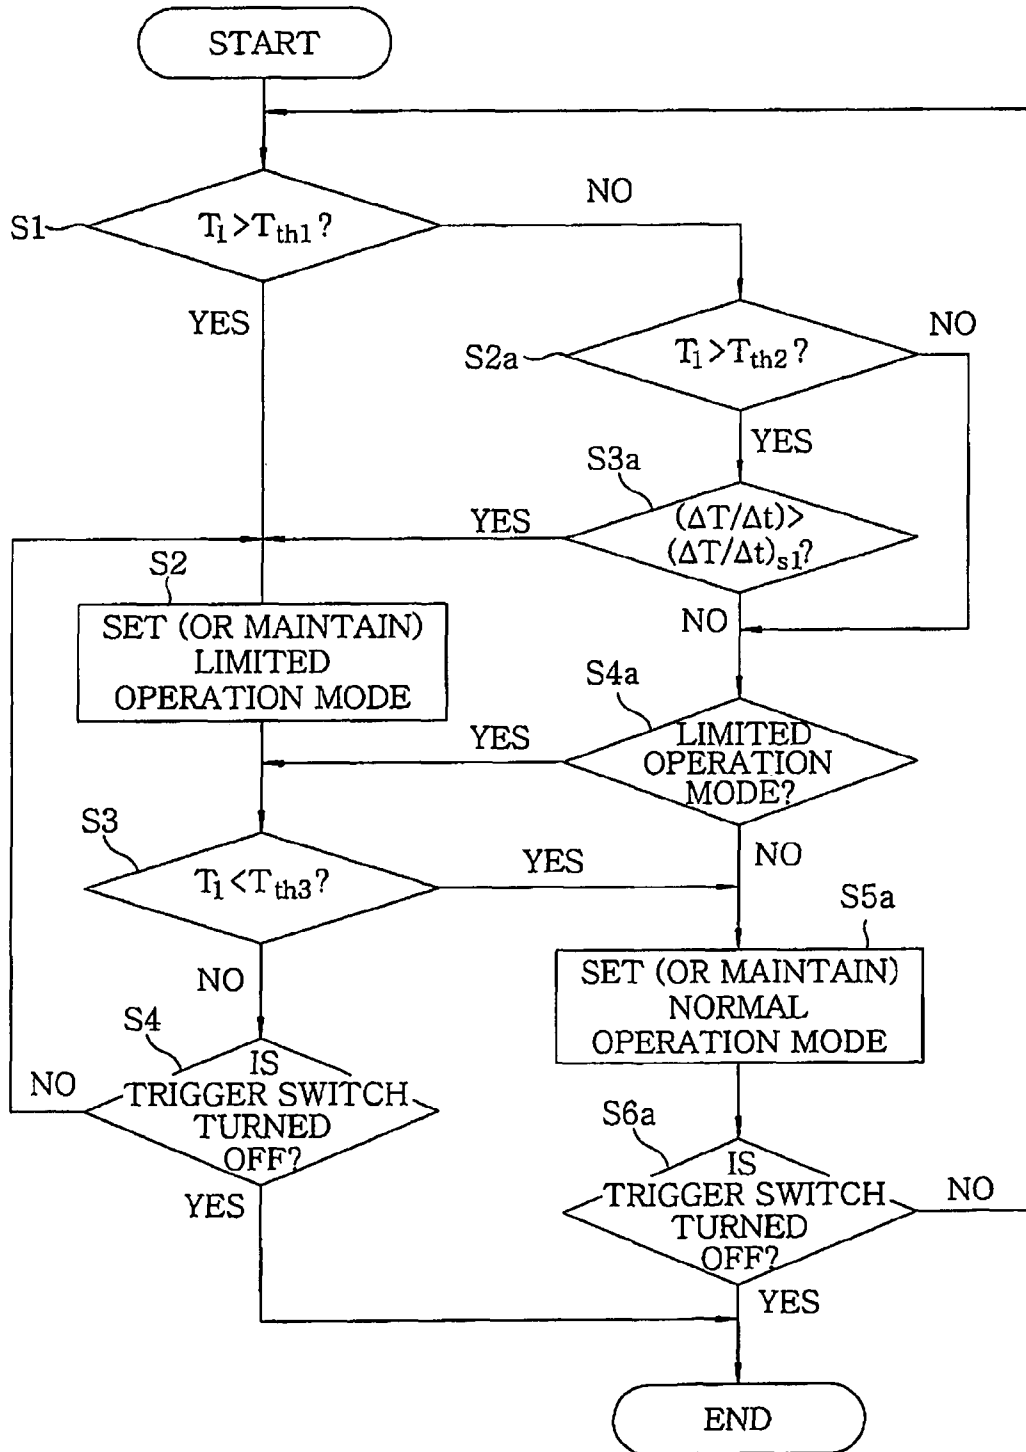 START
NO
S1
T1>Tth1?
YES
S2a
T1>Tth2?
NO
YES
S3a
(ΔT/Δt)>
(ΔT/Δt)s1?
YES
NO
S2
SET (OR MAINTAIN)
LIMITED
OPERATION MODE
S4a
LIMITED
OPERATION
MODE?
YES
NO
S3
T1<Tth3?
YES
NO
S5a
SET (OR MAINTAIN)
NORMAL
OPERATION MODE
S4
IS
TRIGGER SWITCH
TURNED
OFF?
NO
YES
S6a
IS
TRIGGER SWITCH
TURNED
OFF?
NO
YES
END